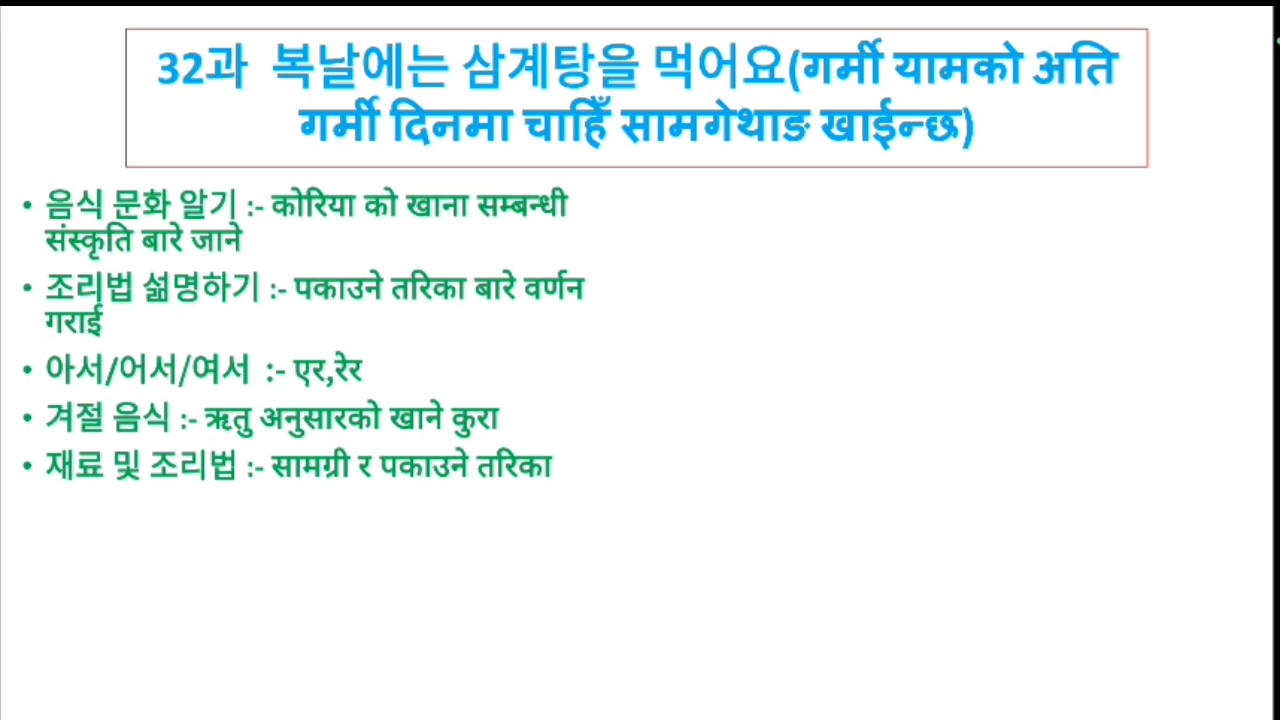 32과 복날에는 삼계탕을 먹어요(गर्मी यामको अति
गर्मी दिनमा चाहिँ सामगेथाङ खाईन्छ)
• 음식 문화 알기 :- कोरिया को खाना सम्बन्धी
संस्कृति बारे जाने
• 조리법 설명하기 :- पकाउने तरिका बारे वर्णन
गराई
• 아서/어서/여서 :- एर,रेर
• 겨절 음식 :- ऋतु अनुसारको खाने कुरा
• 재료 및 조리법 :- सामग्री र पकाउने तरिका